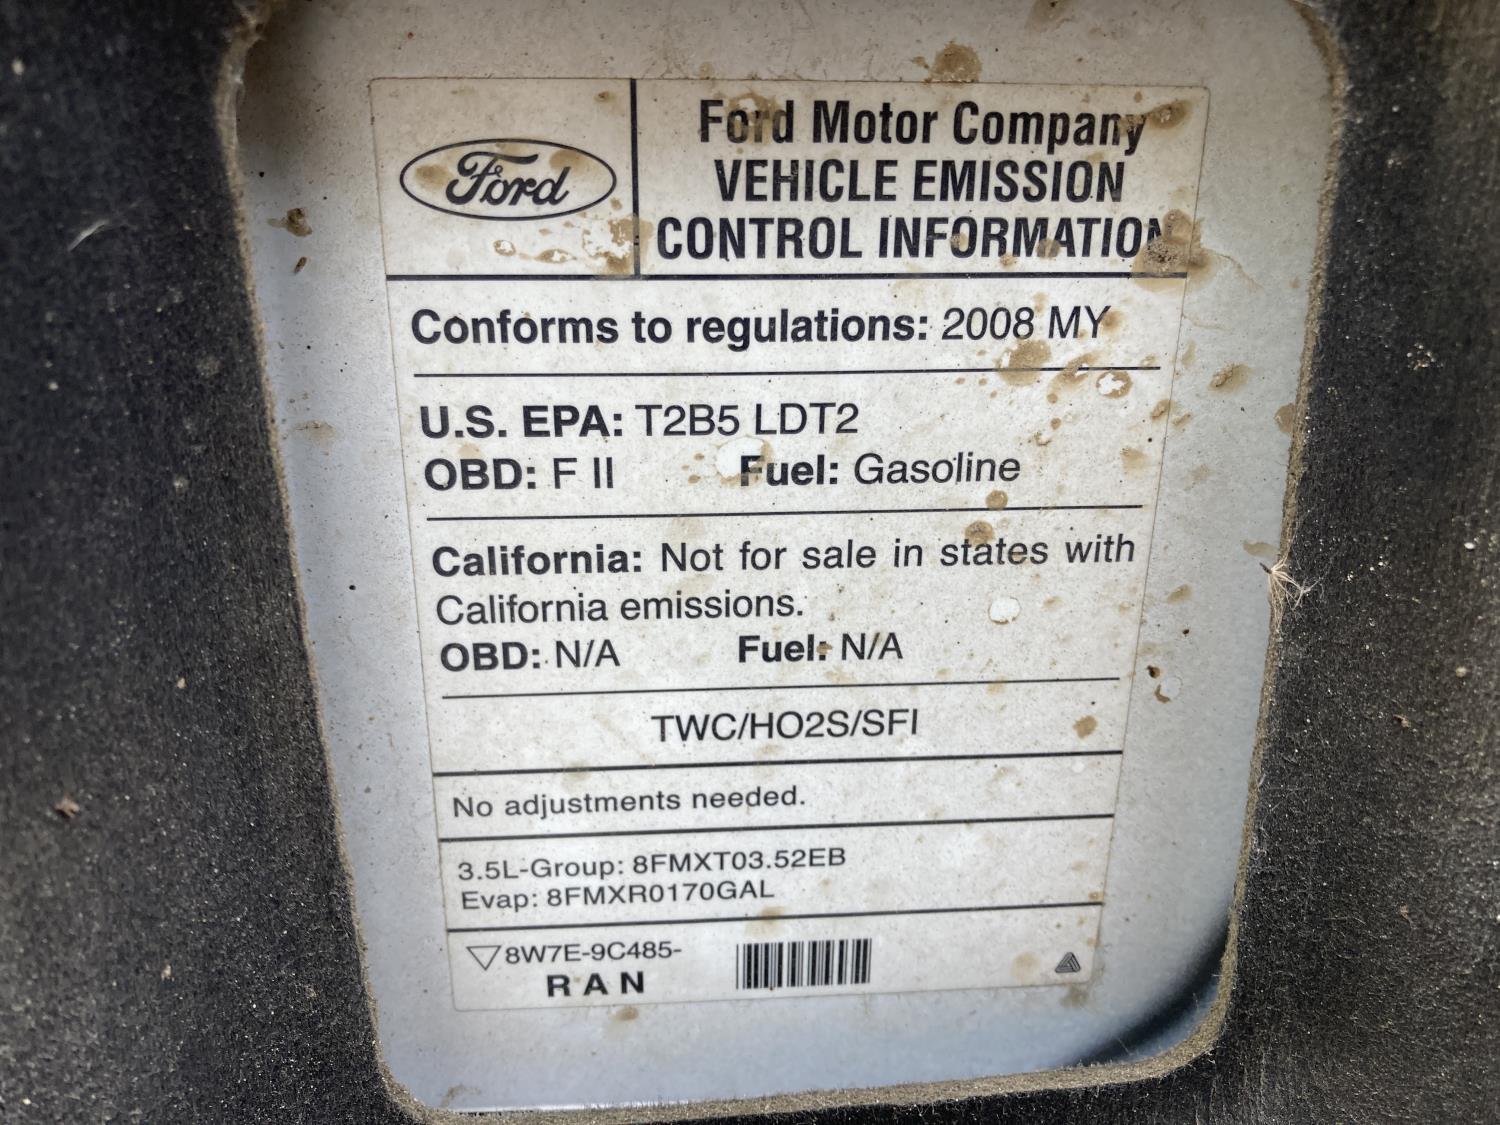 Ford
Ford Motor Company
VEHICLE EMISSION
CONTROL INFORMATION
Conforms to regulations: 2008 MY
U.S. EPA: T2B5 LDT2
OBD: F II Fuel: Gasoline
California: Not for sale in states with
California emissions.
OBD: N/A Fuel: N/A
TWC/HO2S/SFI
No adjustments needed.
3.5L-Group: 8FMXT03.52EB
Evap: 8FMXR0170GAL
8W7E-9C485-
RAN